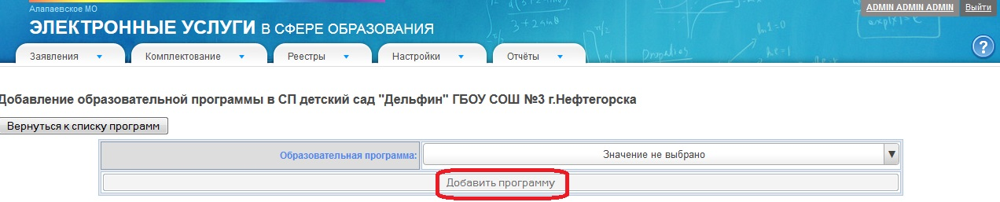 Алапаевское МО
ADMIN ADMIN ADMIN Выйти
ЭЛЕКТРОННЫЕ УСЛУГИ В СФЕРЕ ОБРАЗОВАНИЯ
Заявления Комплектование Реестры Настройки Отчёты ?
Добавление образовательной программы в СП детский сад "Дельфин" ГБОУ СОШ №3 г.Нефтегорска
Вернуться к списку программ
Образовательная программа: Значение не выбрано
Добавить программу